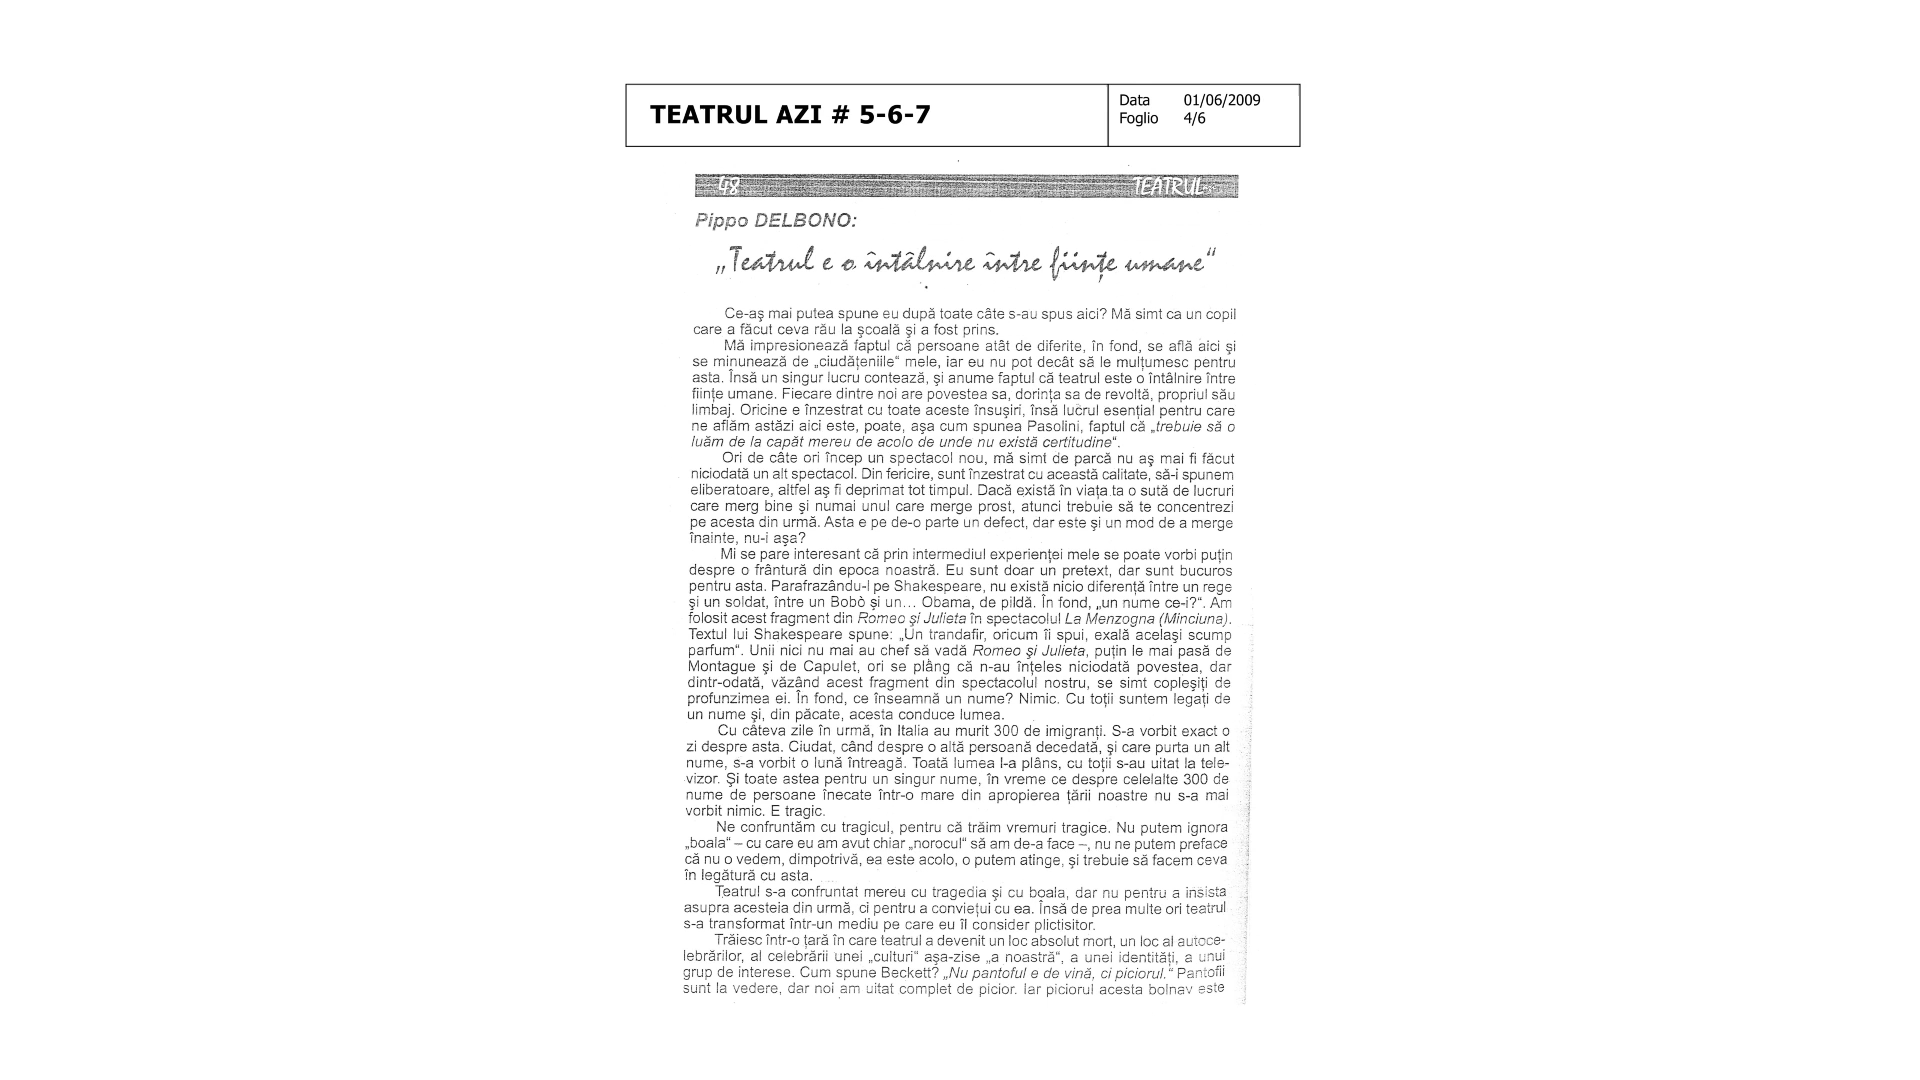 TEATRUL AZI # 5-6-7
Data 01/06/2009
Foglio 4/6
48 TEATRUL
Pippo DELBONO:
„Teatrul e o întâlnire între ființe umane“
Ce-aş mai putea spune eu după toate câte s-au spus aici? Mă simt ca un copil
care a făcut ceva rău la şcoală şi a fost prins.
Mă impresionează faptul că persoane atât de diferite, în fond, se află aici şi
se minunează de „ciudăţeniile“ mele, iar eu nu pot decât să le mulţumesc pentru
asta. Însă un singur lucru contează, şi anume faptul că teatrul este o întâlnire între
fiinţe umane. Fiecare dintre noi are povestea sa, dorinţa sa de revoltă, propriul său
limbaj. Oricine e înzestrat cu toate aceste însuşiri, însă lucrul esenţial pentru care
ne aflăm astăzi aici este, poate, aşa cum spunea Pasolini, faptul că „trebuie să o
luăm de la capăt mereu de acolo de unde nu există certitudine“.
Ori de câte ori încep un spectacol nou, mă simt de parcă nu aş mai fi făcut
niciodată un alt spectacol. Din fericire, sunt înzestrat cu această calitate, să-i spunem
eliberatoare, altfel aş fi deprimat tot timpul. Dacă există în viaţa ta o sută de lucruri
care merg bine şi numai unul care merge prost, atunci trebuie să te concentrezi
pe acesta din urmă. Asta e pe de-o parte un defect, dar este şi un mod de a merge
înainte, nu-i aşa?
Mi se pare interesant că prin intermediul experienţei mele se poate vorbi puţin
despre o frântură din epoca noastră. Eu sunt doar un pretext, dar sunt bucuros
pentru asta. Parafrazându-l pe Shakespeare, nu există nicio diferenţă între un rege
şi un soldat, între un Bobò şi un... Obama, de pildă. În fond, „un nume ce-i?“. Am
folosit acest fragment din Romeo şi Julieta în spectacolul La Menzogna (Minciuna).
Textul lui Shakespeare spune: „Un trandafir, oricum îi spui, exală acelaşi scump
parfum“. Unii nici nu mai au chef să vadă Romeo şi Julieta, puţin le mai pasă de
Montague şi de Capulet, ori se plâng că n-au înţeles niciodată povestea, dar
dintr-odată, văzând acest fragment din spectacolul nostru, se simt copleşiţi de
profunzimea ei. În fond, ce înseamnă un nume? Nimic. Cu toţii suntem legaţi de
un nume şi, din păcate, acesta conduce lumea.
Cu câteva zile în urmă, în Italia au murit 300 de imigranţi. S-a vorbit exact o
zi despre asta. Ciudat, când despre o altă persoană decedată, şi care purta un alt
nume, s-a vorbit o lună întreagă. Toată lumea l-a plâns, cu toţii s-au uitat la tele-
vizor. Şi toate astea pentru un singur nume, în vreme ce despre celelalte 300 de
nume de persoane înecate într-o mare din apropierea ţării noastre nu s-a mai
vorbit nimic. E tragic.
Ne confruntăm cu tragicul, pentru că trăim vremuri tragice. Nu putem ignora
„boala“ – cu care eu am avut chiar „norocul“ să am de-a face –, nu ne putem preface
că nu o vedem, dimpotrivă, ea este acolo, o putem atinge, şi trebuie să facem ceva
în legătură cu asta.
Teatrul s-a confruntat mereu cu tragedia şi cu boala, dar nu pentru a insista
asupra acesteia din urmă, ci pentru a convieţui cu ea. Însă de prea multe ori teatrul
s-a transformat într-un mediu pe care eu îl consider plictisitor.
Trăiesc într-o ţară în care teatrul a devenit un loc absolut mort, un loc al autoce-
lebrărilor, al celebrării unei „culturi“ aşa-zise „a noastră“, a unei identităţi, a unui
grup de interese. Cum spune Beckett? „Nu pantoful e de vină, ci piciorul.“ Pantofii
sunt la vedere, dar noi am uitat complet de picior. Iar piciorul acesta bolnav este